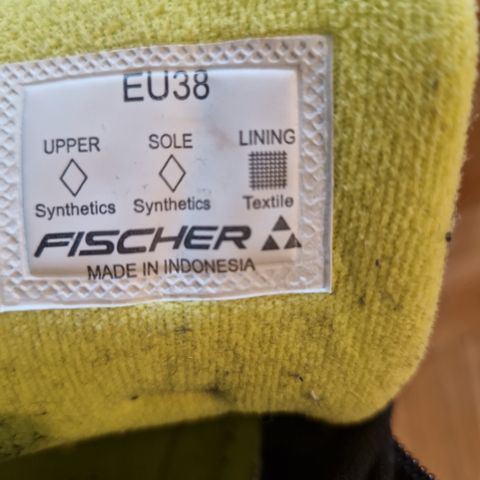 EU38
UPPER SOLE LINING
Synthetics Synthetics Textile
FISCHER
MADE IN INDONESIA